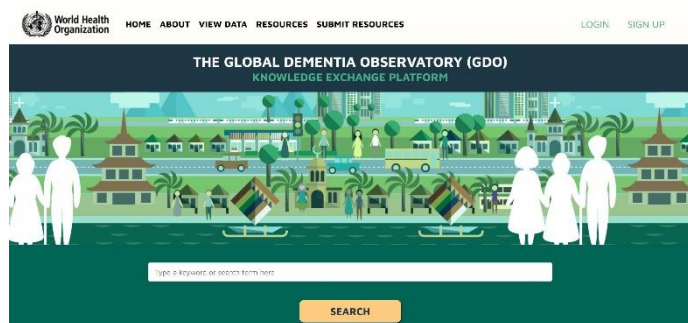 World Health
Organization
HOME ABOUT VIEW DATA RESOURCES SUBMIT RESOURCES
LOGIN SIGN UP
THE GLOBAL DEMENTIA OBSERVATORY (GDO)
KNOWLEDGE EXCHANGE PLATFORM
Type a keyword or search term here
SEARCH